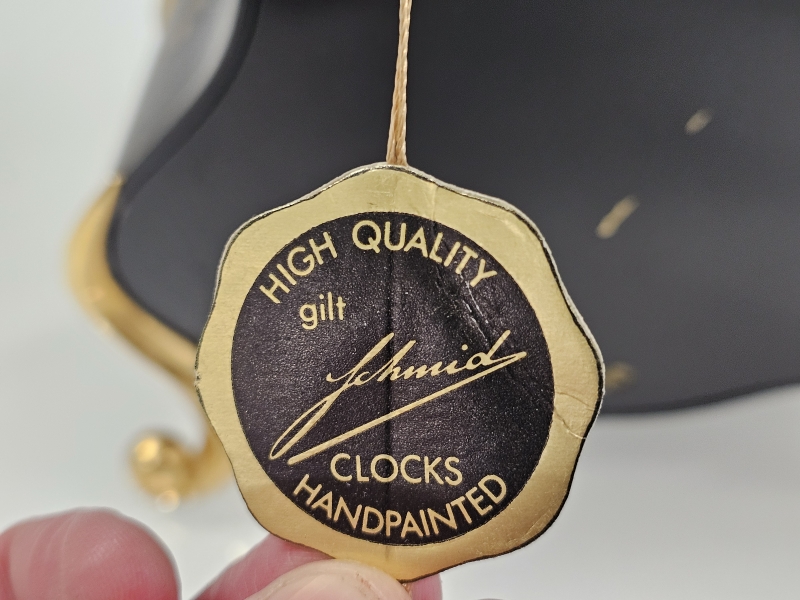 HIGH QUALITY
gilt
Schmid
CLOCKS
HANDPAINTED